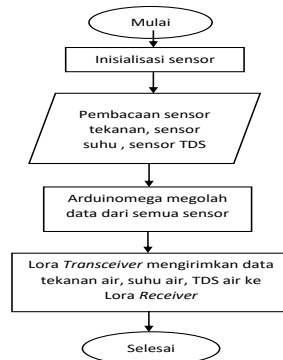 Mulai
Inisialisasi sensor
Pembacaan sensor
tekanan, sensor
suhu , sensor TDS
Arduinomega megolah
data dari semua sensor
Lora Transceiver mengirimkan data
tekanan air, suhu air, TDS air ke
Lora Receiver
Selesai